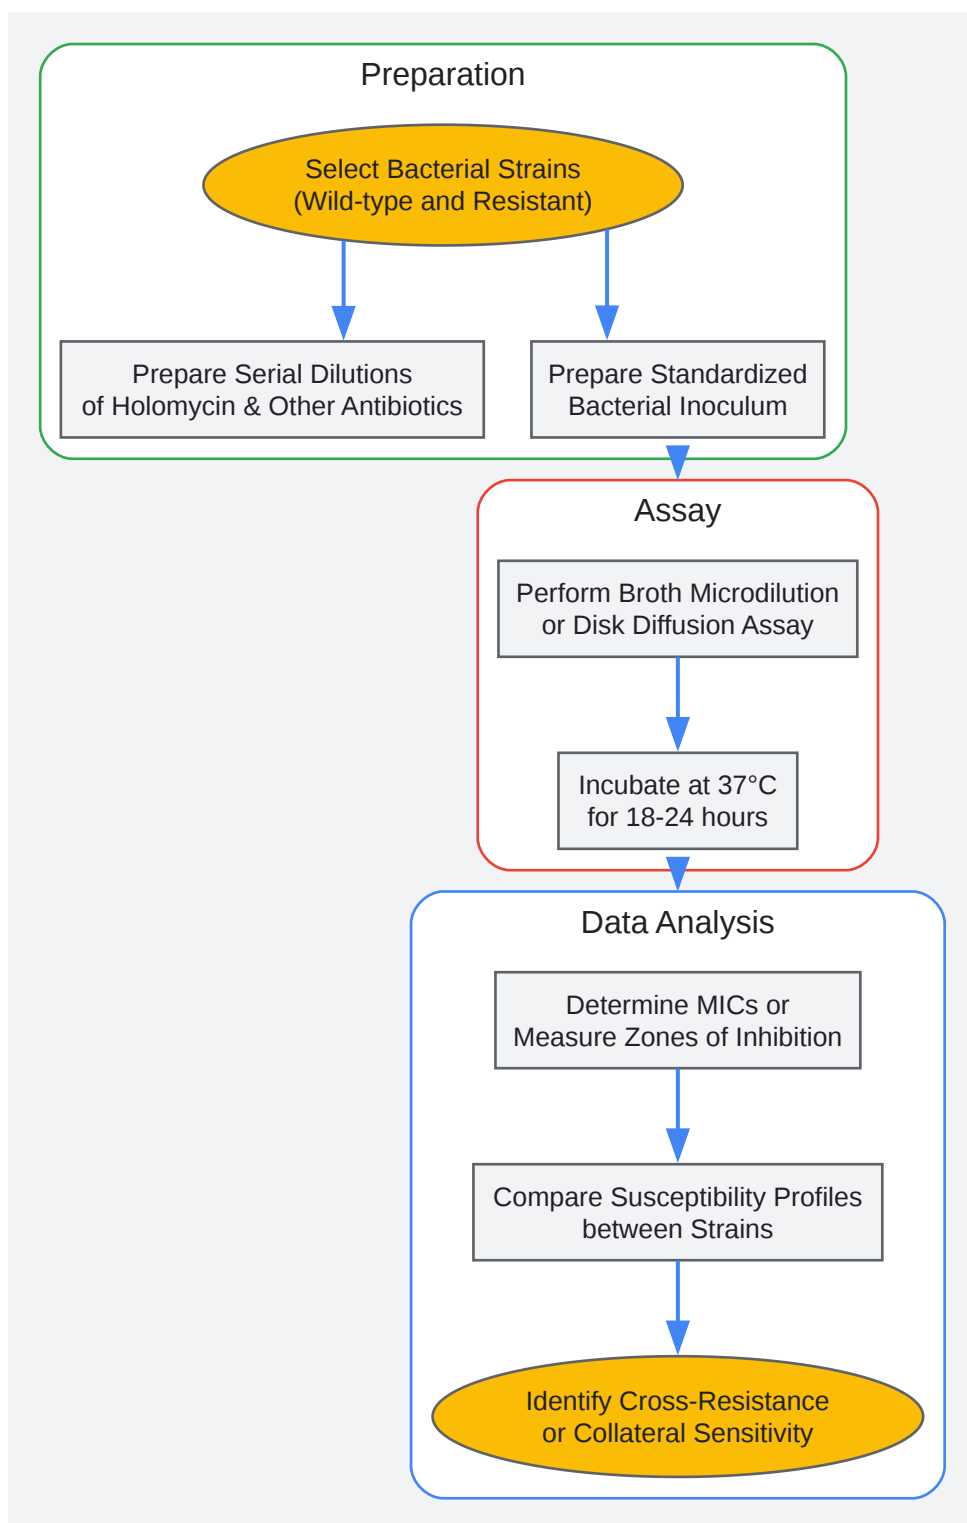 Preparation
Select Bacterial Strains
(Wild-type and Resistant)
Prepare Serial Dilutions
of Holomycin & Other Antibiotics
Prepare Standardized
Bacterial Inoculum
Assay
Perform Broth Microdilution
or Disk Diffusion Assay
Incubate at 37°C
for 18-24 hours
Data Analysis
Determine MICs or
Measure Zones of Inhibition
Compare Susceptibility Profiles
between Strains
Identify Cross-Resistance
or Collateral Sensitivity